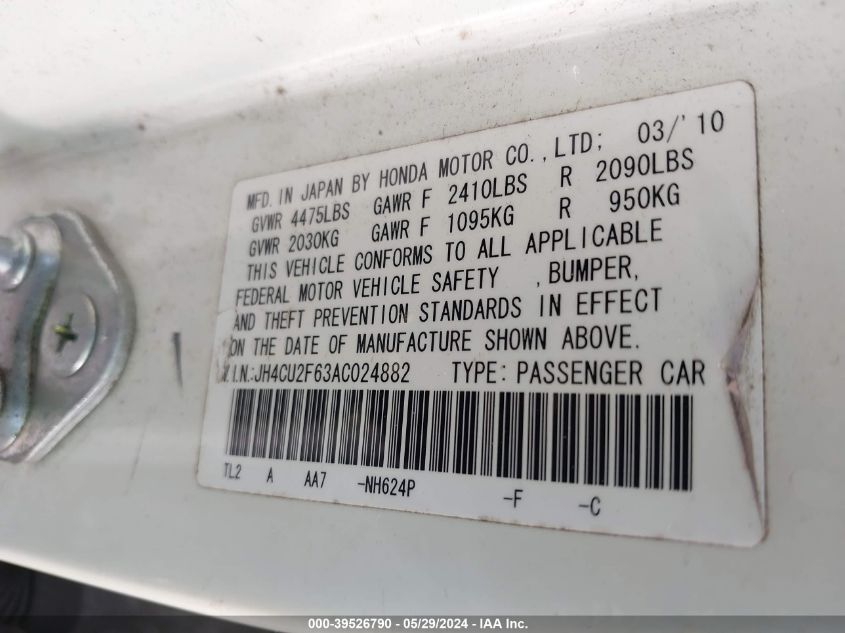 MFD. IN JAPAN BY HONDA MOTOR CO., LTD; 03/'10
GVWR 4475LBS GAWR F 2410LBS R 2090LBS
GVWR 2030KG GAWR F 1095KG R 950KG
THIS VEHICLE CONFORMS TO ALL APPLICABLE
FEDERAL MOTOR VEHICLE SAFETY , BUMPER,
AND THEFT PREVENTION STANDARDS IN EFFECT
ON THE DATE OF MANUFACTURE SHOWN ABOVE.
V.I.N.:JH4CU2F63AC024882 TYPE: PASSENGER CAR
TL2 A AA7 -NH624P -F -C
000-39526790 - 05/29/2024 - IAA Inc.